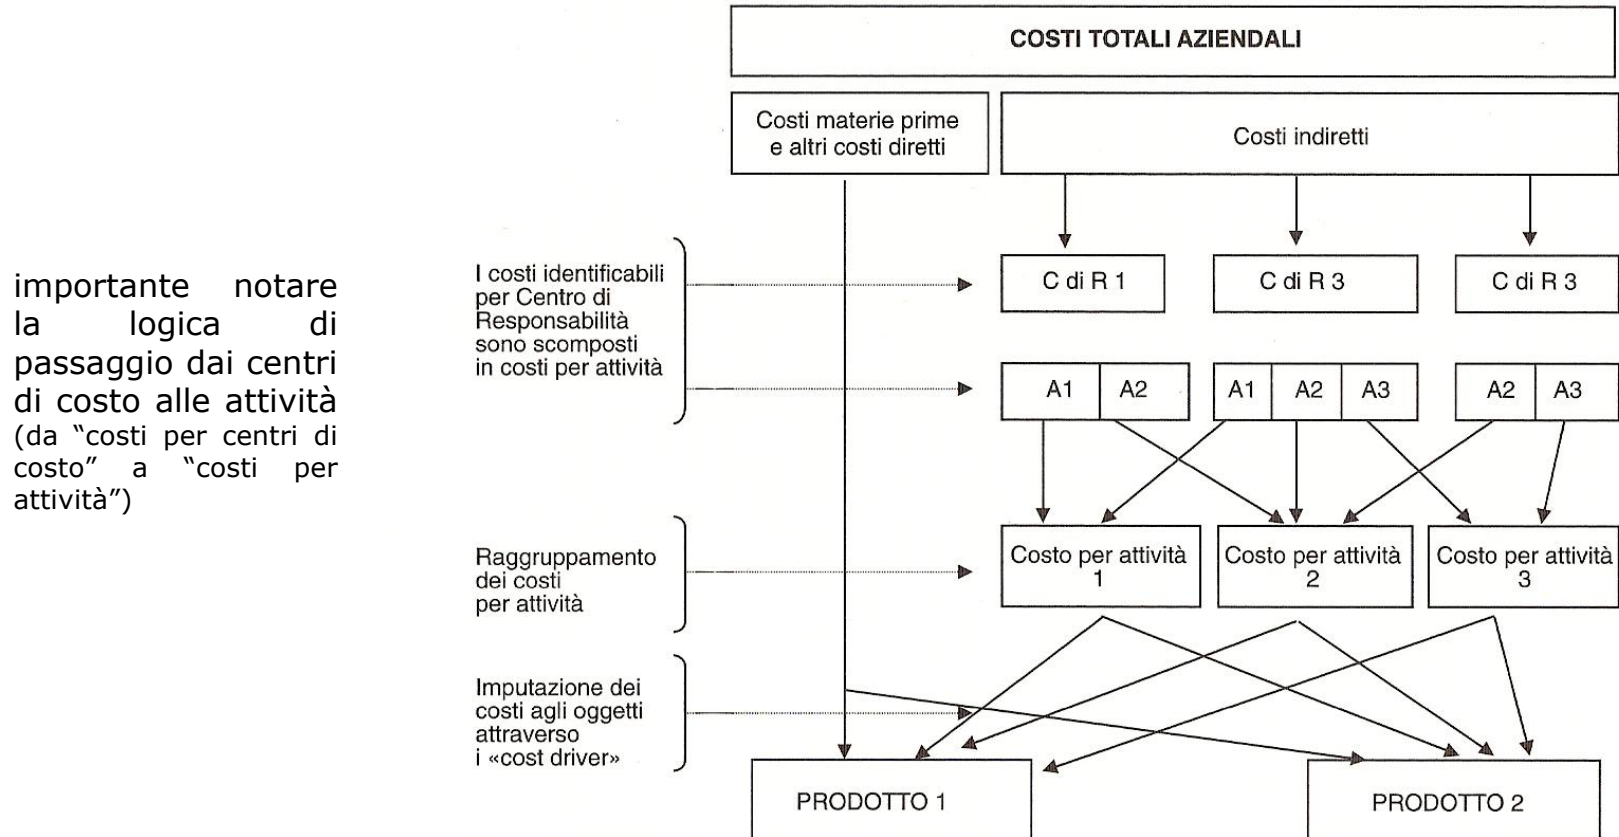 importante notare
la logica di
passaggio dai centri
di costo alle attività
(da “costi per centri di
costo” a “costi per
attività”)
COSTI TOTALI AZIENDALI
Costi materie prime
e altri costi diretti
Costi indiretti
I costi identificabili
per Centro di
Responsabilità
sono scomposti
in costi per attività
C di R 1
C di R 3
C di R 3
A1 A2
A1 A2 A3
A2 A3
Raggruppamento
dei costi
per attività
Costo per attività
1
Costo per attività
2
Costo per attività
3
Imputazione dei
costi agli oggetti
attraverso
i «cost driver»
PRODOTTO 1
PRODOTTO 2